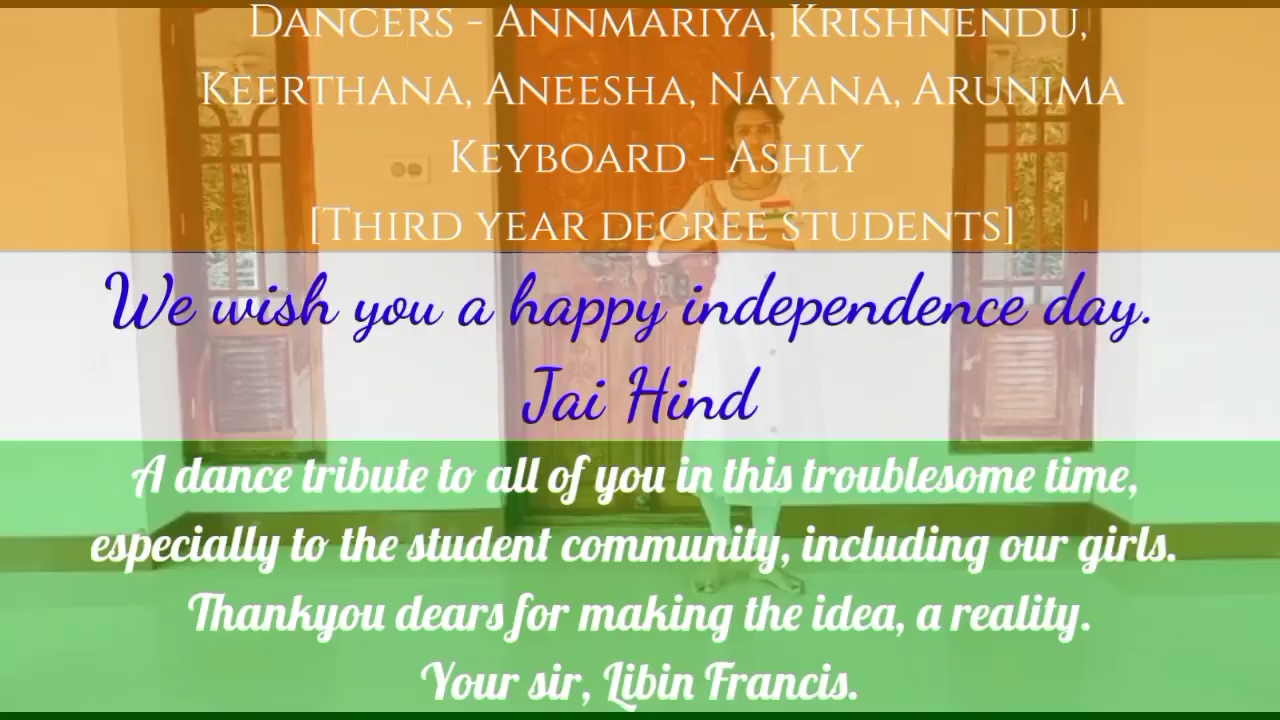 Dancers - Annmariya, Krishnendu,
Keerthana, Aneesha, Nayana, Arunima
Keyboard - Ashly
[Third year degree students]
We wish you a happy independence day.
Jai Hind
A dance tribute to all of you in this troublesome time,
especially to the student community, including our girls.
Thankyou dears for making the idea, a reality.
Your sir, Libin Francis.